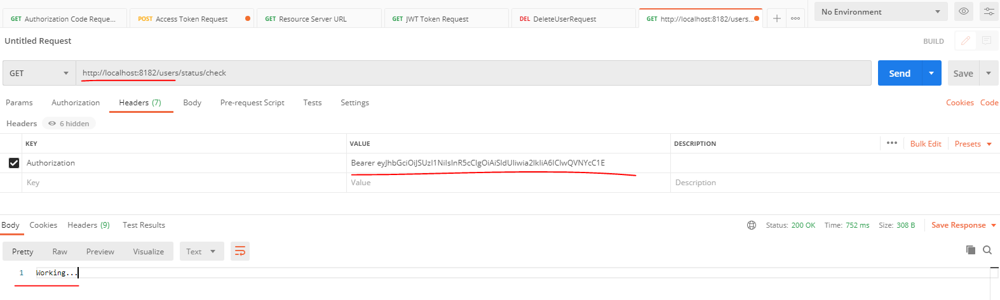 GET Authorization Code Reque... POST Access Token Request GET Resource Server URL GET JWT Token Request DEL DeleteUserRequest GET http://localhost:8182/users... No Environment
Untitled Request BUILD
GET http://localhost:8182/users/status/check Send Save
Params Authorization Headers (7) Body Pre-request Script Tests Settings Cookies Code
Headers 6 hidden
KEY VALUE DESCRIPTION Bulk Edit Presets
Authorization Bearer eyJhbGciOiJSUzI1NiIsInR5cCIgOiAiSldUIiwia2lkIiA6ICIwQVNYcC1E
Key Value Description
Body Cookies Headers (9) Test Results Status: 200 OK Time: 752 ms Size: 308 B Save Response
Pretty Raw Preview Visualize Text
1 Working...